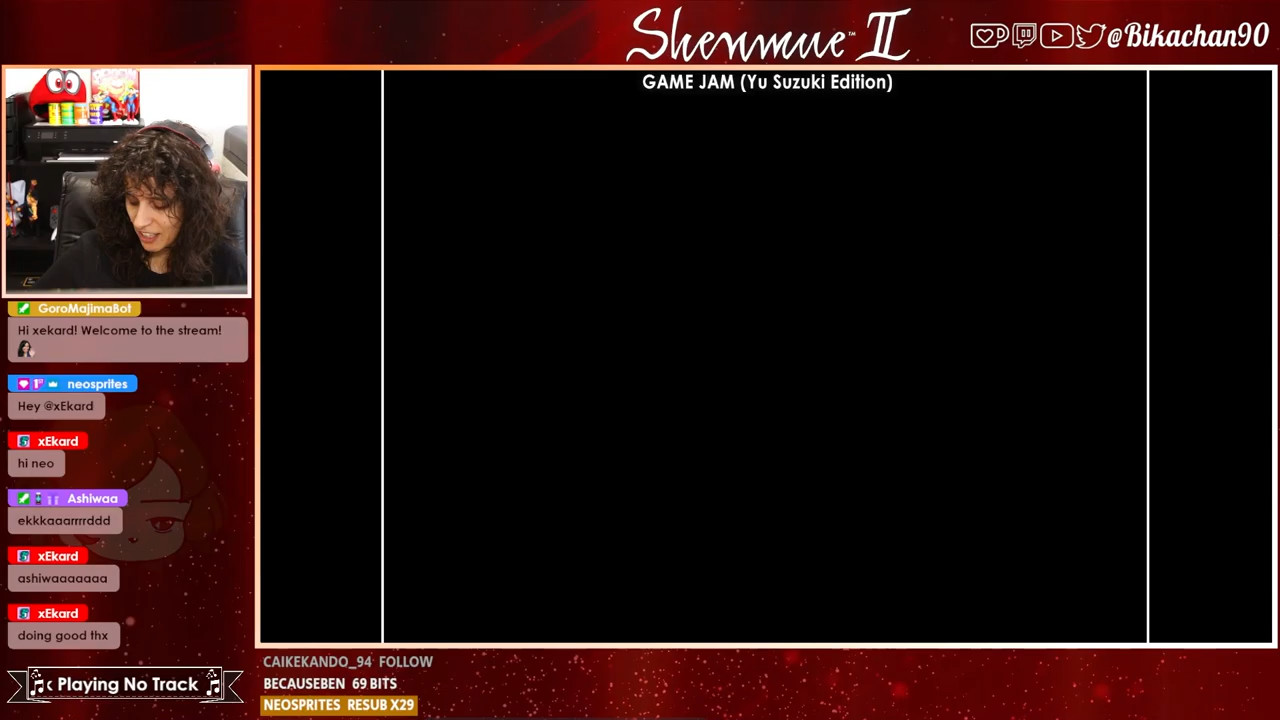 Shenmue™ II
@Bikachan90
GAME JAM (Yu Suzuki Edition)
GoroMajimaBot
Hi xekard! Welcome to the stream!
neosprites
Hey @xEkard
xEkard
hi neo
Ashiwaa
ekkkaaarrrrddd
xEkard
ashiwaaaaaaa
xEkard
doing good thx
Playing No Track
CAIKEKANDO_94 FOLLOW
BECAUSEBEN 69 BITS
NEOSPRITES RESUB X29